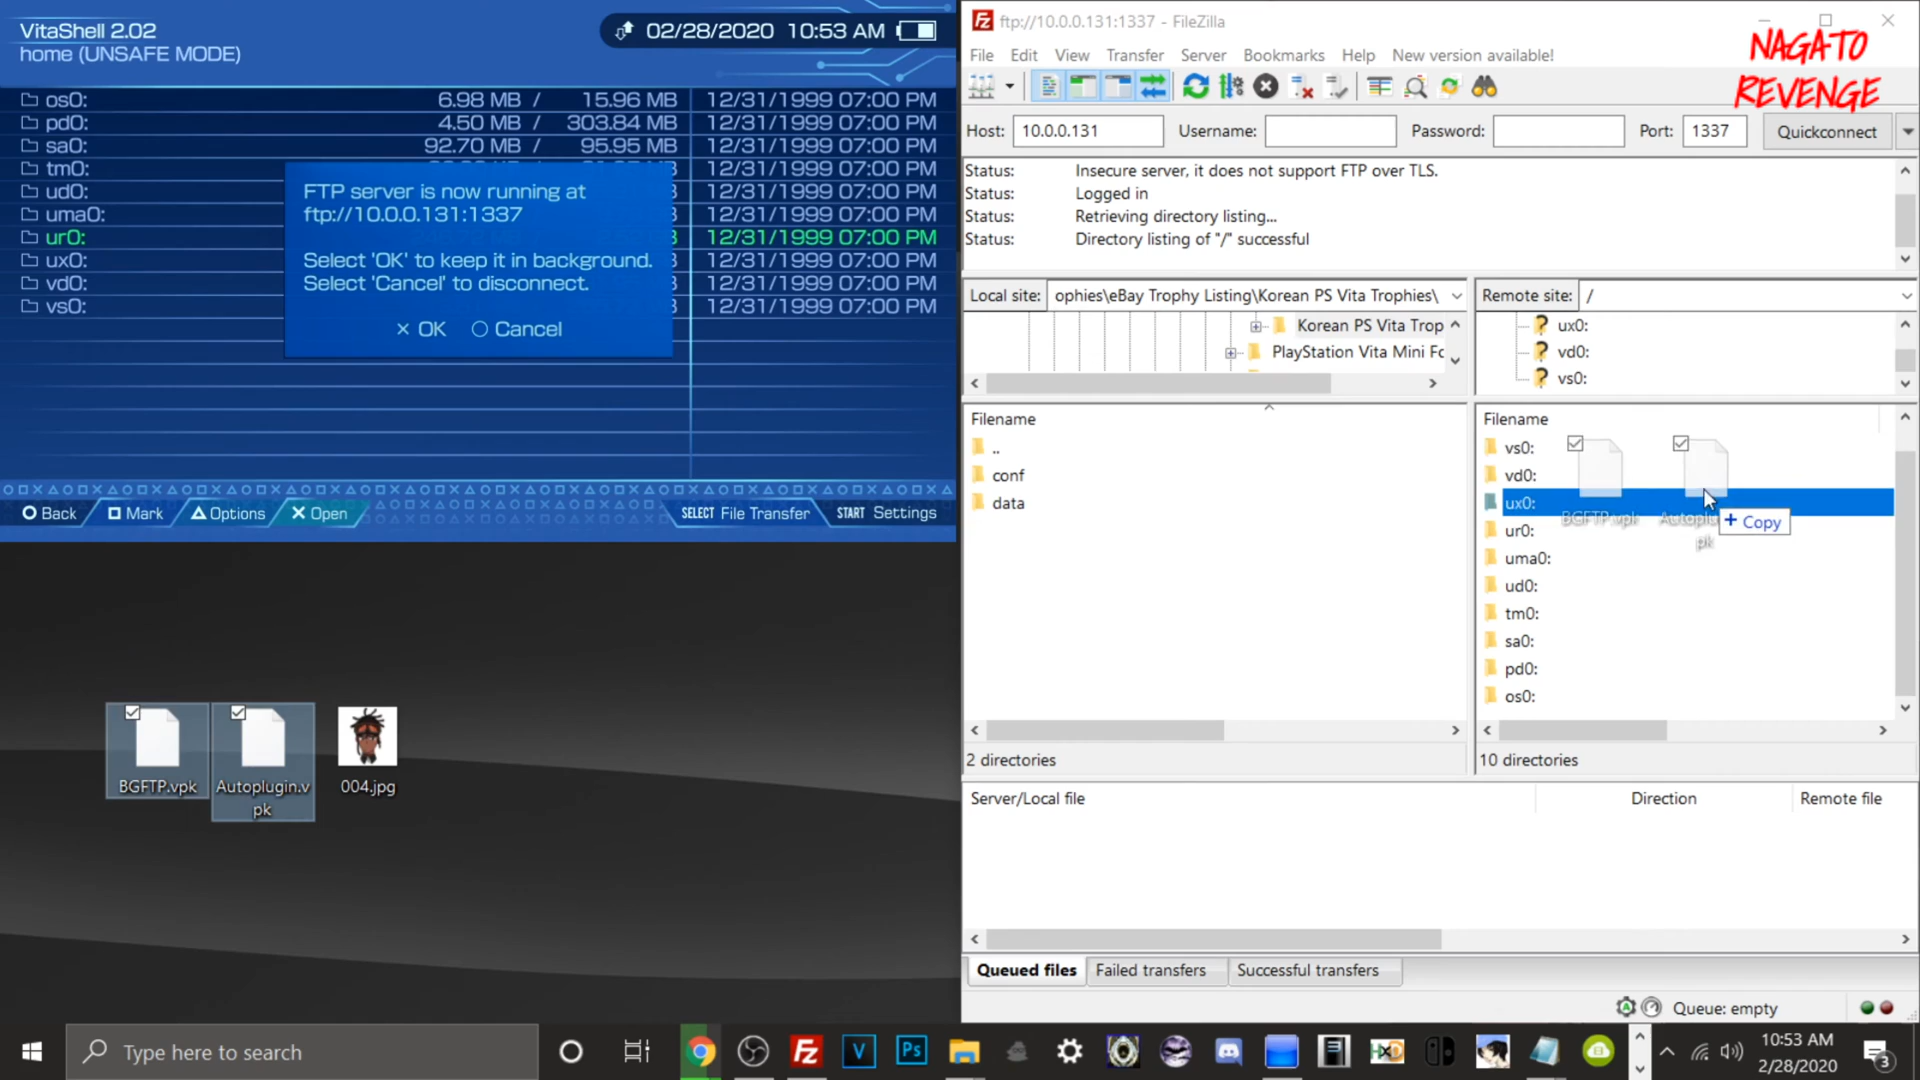 VitaShell 2.02
home (UNSAFE MODE)
02/28/2020 10:53 AM
os0: 6.98 MB / 15.96 MB 12/31/1999 07:00 PM
pd0: 4.50 MB / 303.84 MB 12/31/1999 07:00 PM
sa0: 92.70 MB / 95.95 MB 12/31/1999 07:00 PM
tm0: 12/31/1999 07:00 PM
ud0: 12/31/1999 07:00 PM
uma0: 12/31/1999 07:00 PM
ur0: 12/31/1999 07:00 PM
ux0: 12/31/1999 07:00 PM
vd0: 12/31/1999 07:00 PM
vs0: 12/31/1999 07:00 PM
FTP server is now running at
ftp://10.0.0.131:1337
Select 'OK' to keep it in background.
Select 'Cancel' to disconnect.
OK Cancel
Back Mark Options Open SELECT File Transfer START Settings
BGFTP.vpk
Autoplugin.v
pk
004.jpg
ftp://10.0.0.131:1337 - FileZilla
NAGATO
REVENGE
File Edit View Transfer Server Bookmarks Help New version available!
Host: 10.0.0.131 Username: Password: Port: 1337 Quickconnect
Status: Insecure server, it does not support FTP over TLS.
Status: Logged in
Status: Retrieving directory listing...
Status: Directory listing of "/" successful
Local site: ophies\eBay Trophy Listing\Korean PS Vita Trophies\
Korean PS Vita Trop
PlayStation Vita Mini Fo
Remote site: /
ux0:
vd0:
vs0:
Filename
..
conf
data
2 directories
Filename
vs0:
vd0:
ux0:
ur0:
uma0:
ud0:
tm0:
sa0:
pd0:
os0:
BGFTP.vpk
pk
+ Copy
10 directories
Server/Local file Direction Remote file
Queued files Failed transfers Successful transfers
Queue: empty
Type here to search
Ps
10:53 AM
2/28/2020
3